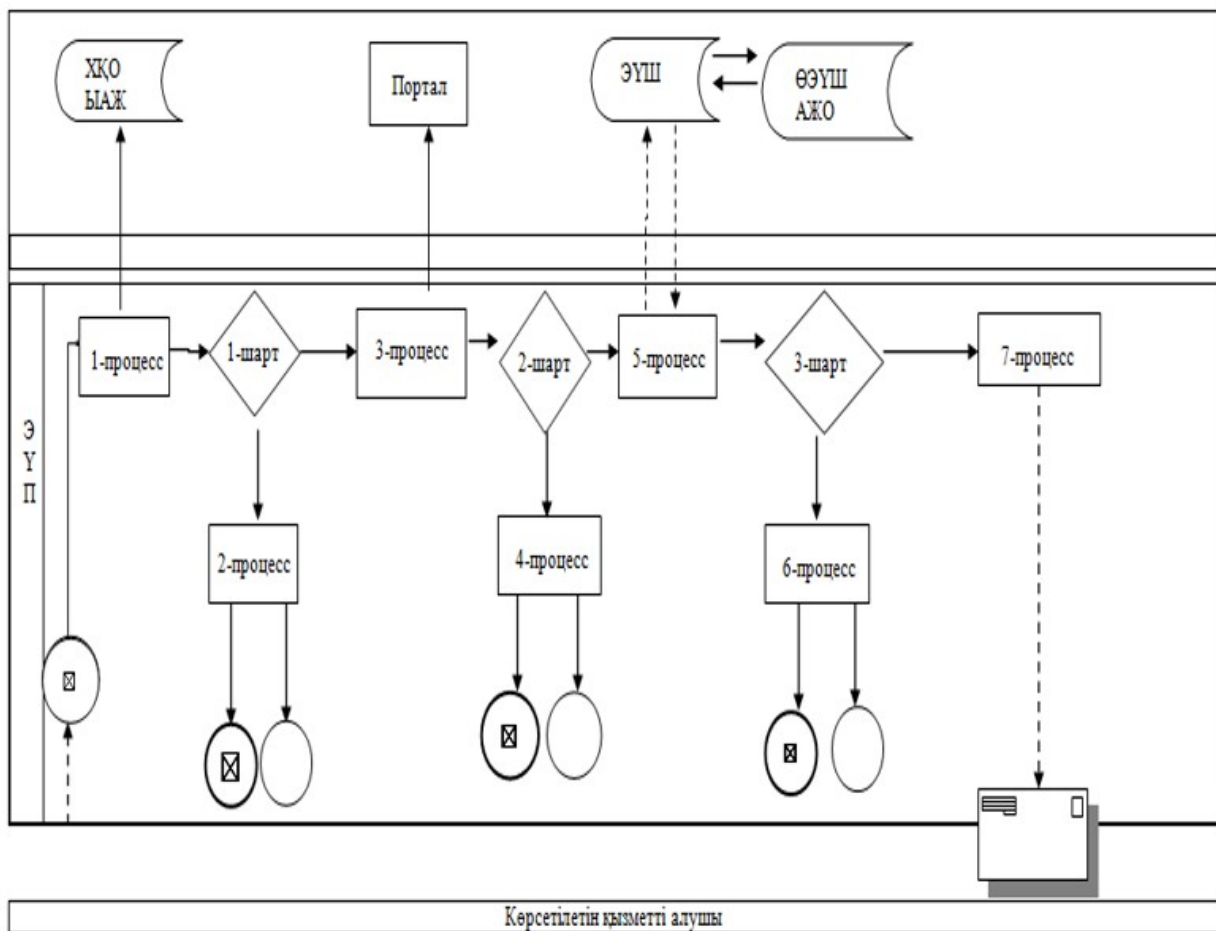 ХҚО
ЫАЖ
Портал
ЭҮШ
ӨЭҮШ
АЖО
1-процесс
1-шарт
3-процесс
2-шарт
5-процесс
3-шарт
7-процесс
Э
Ү
П
2-процесс
4-процесс
6-процесс
Көрсетілетін қызметті алушы